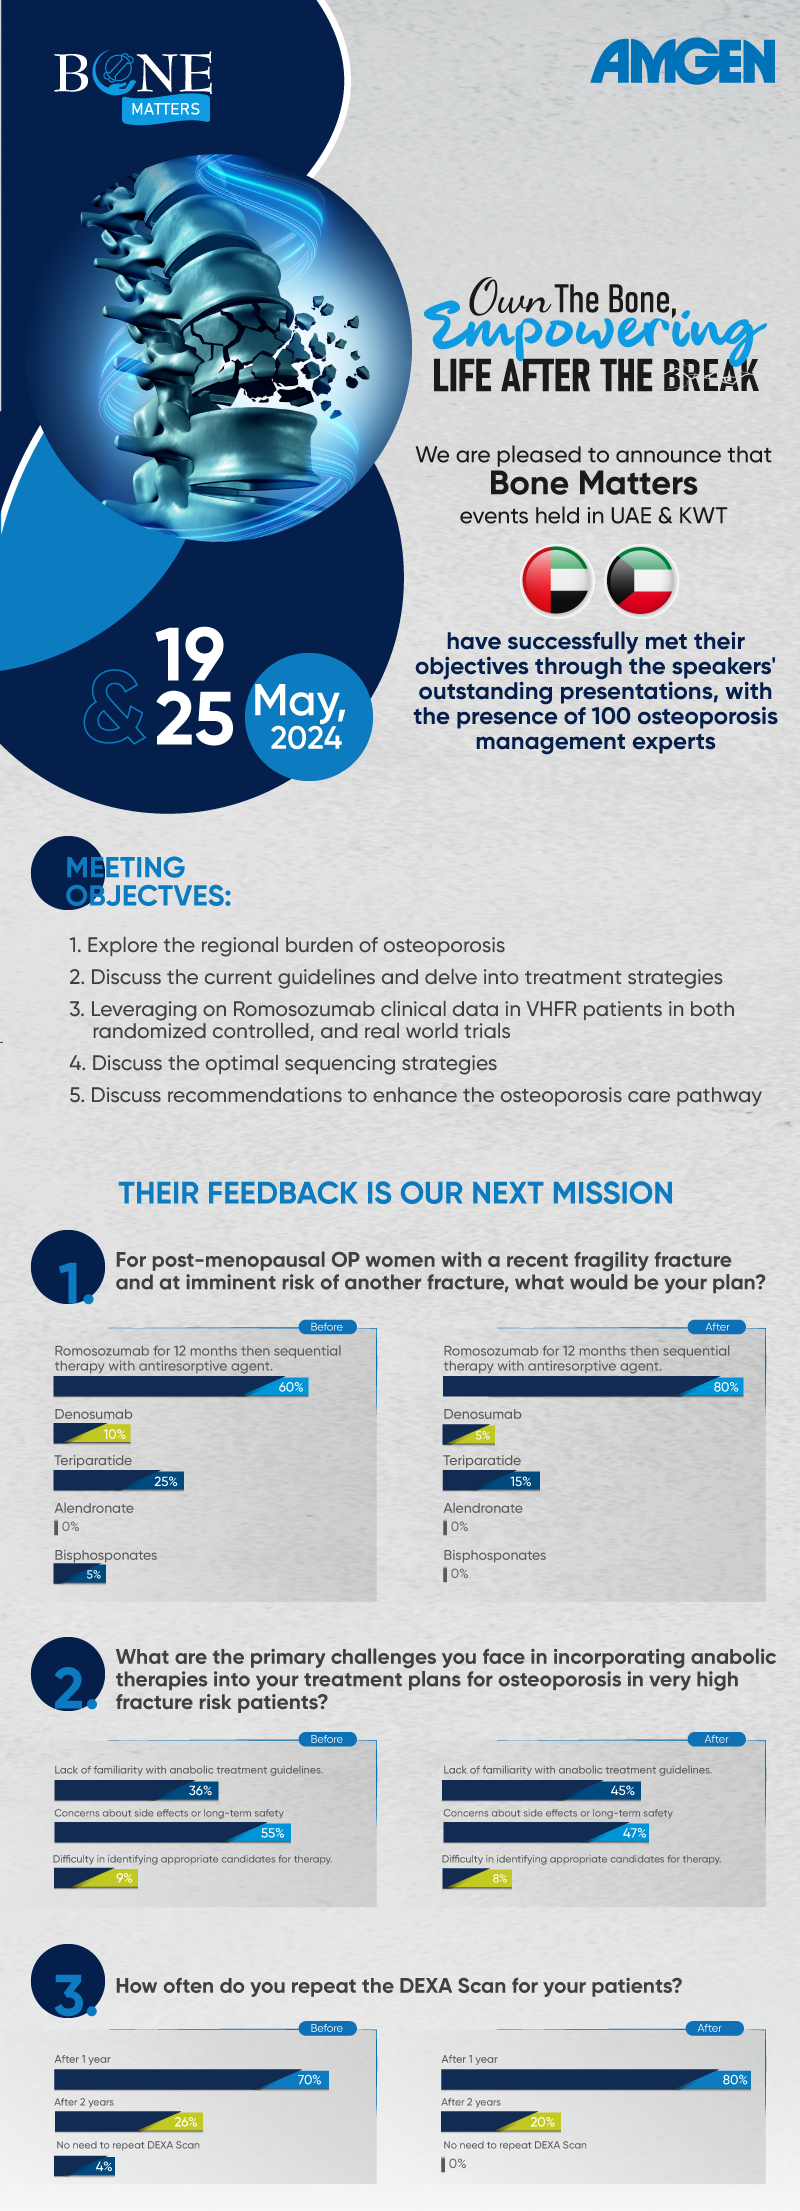 BONE
MATTERS
AMGEN
Own The Bone,
Empowering
LIFE AFTER THE BREAK
We are pleased to announce that
Bone Matters
events held in UAE & KWT
have successfully met their
objectives through the speakers'
outstanding presentations, with
the presence of 100 osteoporosis
management experts
19
& 25
May,
2024
MEETING
OBJECTVES:
1. Explore the regional burden of osteoporosis
2. Discuss the current guidelines and delve into treatment strategies
3. Leveraging on Romosozumab clinical data in VHFR patients in both
randomized controlled, and real world trials
4. Discuss the optimal sequencing strategies
5. Discuss recommendations to enhance the osteoporosis care pathway
THEIR FEEDBACK IS OUR NEXT MISSION
1.
For post-menopausal OP women with a recent fragility fracture
and at imminent risk of another fracture, what would be your plan?
Before
Romosozumab for 12 months then sequential
therapy with antiresorptive agent.
60%
Denosumab
10%
Teriparatide
25%
Alendronate
0%
Bisphosponates
5%
After
Romosozumab for 12 months then sequential
therapy with antiresorptive agent.
80%
Denosumab
5%
Teriparatide
15%
Alendronate
0%
Bisphosponates
0%
2.
What are the primary challenges you face in incorporating anabolic
therapies into your treatment plans for osteoporosis in very high
fracture risk patients?
Before
Lack of familiarity with anabolic treatment guidelines.
36%
Concerns about side effects or long-term safety
55%
Difficulty in identifying appropriate candidates for therapy.
9%
After
Lack of familiarity with anabolic treatment guidelines.
45%
Concerns about side effects or long-term safety
47%
Difficulty in identifying appropriate candidates for therapy.
8%
3.
How often do you repeat the DEXA Scan for your patients?
Before
After 1 year
70%
After 2 years
26%
No need to repeat DEXA Scan
4%
After
After 1 year
80%
After 2 years
20%
No need to repeat DEXA Scan
0%